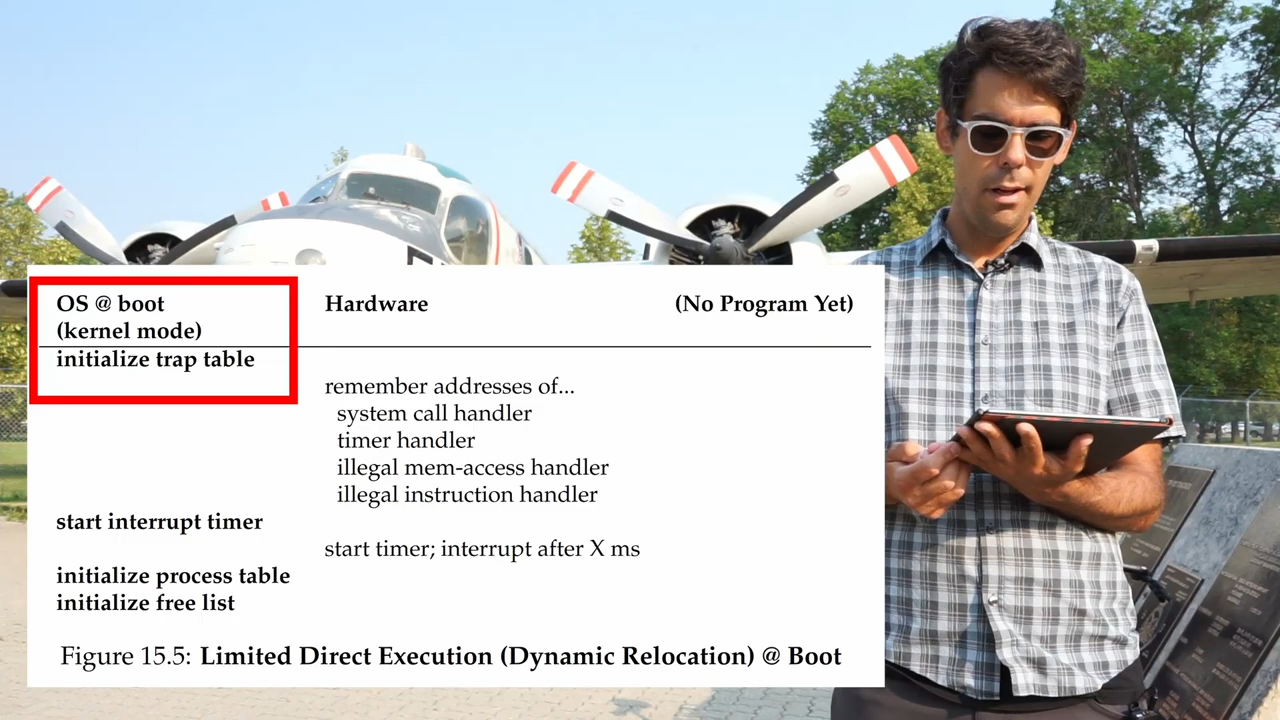 OS @ boot Hardware (No Program Yet)
(kernel mode)
initialize trap table
remember addresses of...
system call handler
timer handler
illegal mem-access handler
illegal instruction handler
start interrupt timer
start timer; interrupt after X ms
initialize process table
initialize free list
Figure 15.5: Limited Direct Execution (Dynamic Relocation) @ Boot